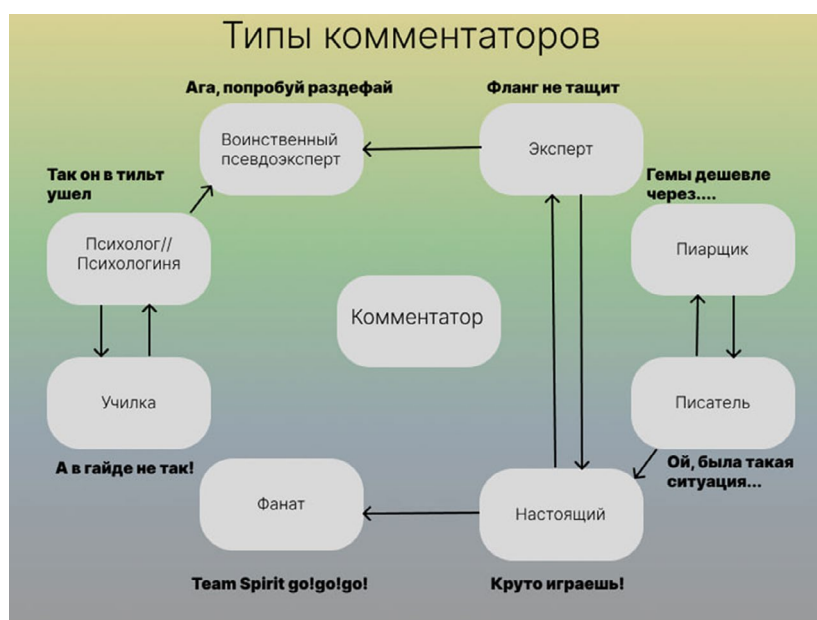 Типы комментаторов
Ага, попробуй раздефай
Фланг не тащит
Воинственный
псевдоэксперт
Эксперт
Так он в тильт
ушел
Гемы дешевле
через....
Психолог//
Психологиня
Пиарщик
Комментатор
Училка
Писатель
А в гайде не так!
Ой, была такая
ситуация...
Фанат
Настоящий
Team Spirit go!go!go!
Круто играешь!